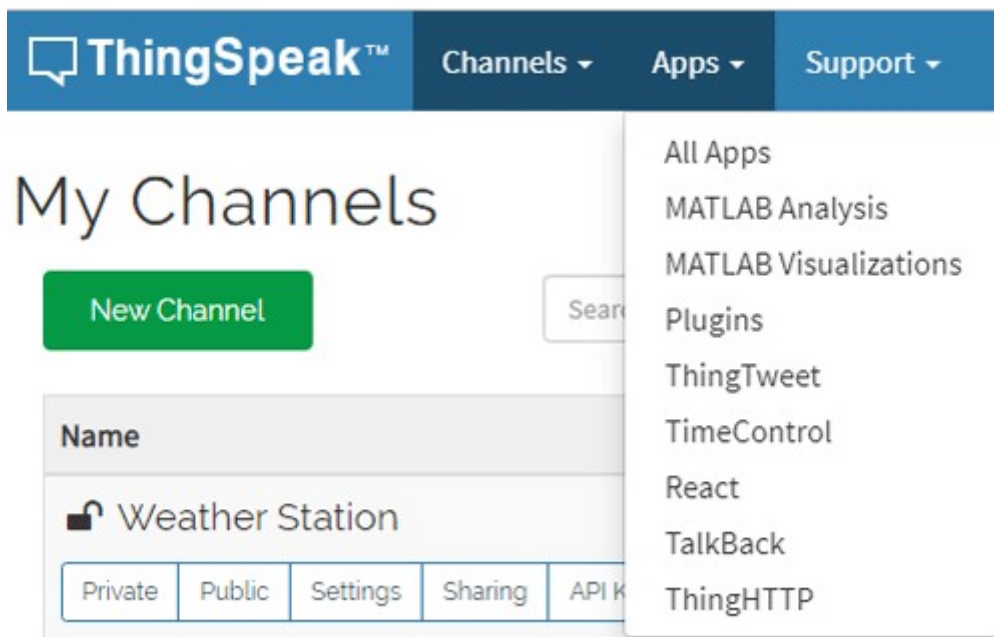 ThingSpeak™ Channels Apps Support
My Channels
New Channel
Name
Weather Station
Private Public Settings Sharing
All Apps
MATLAB Analysis
MATLAB Visualizations
Plugins
ThingTweet
TimeControl
React
TalkBack
ThingHTTP